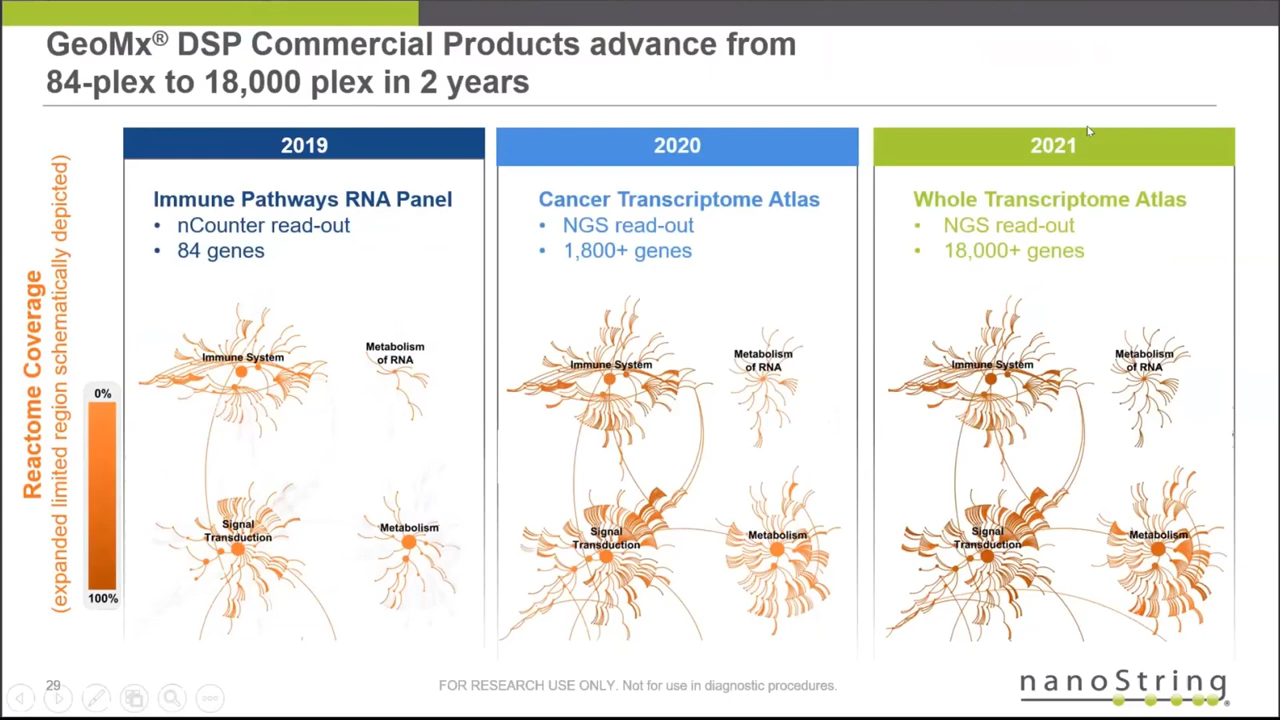 GeoMx® DSP Commercial Products advance from
84-plex to 18,000 plex in 2 years
Reactome Coverage
(expanded limited region schematically depicted)
0%
100%
2019
Immune Pathways RNA Panel
• nCounter read-out
• 84 genes
Immune System
Metabolism
of RNA
Signal
Transduction
Metabolism
2020
Cancer Transcriptome Atlas
• NGS read-out
• 1,800+ genes
Immune System
Metabolism
of RNA
Signal
Transduction
Metabolism
2021
Whole Transcriptome Atlas
• NGS read-out
• 18,000+ genes
Immune System
Metabolism
of RNA
Signal
Transduction
Metabolism
29
FOR RESEARCH USE ONLY. Not for use in diagnostic procedures.
nanoString®